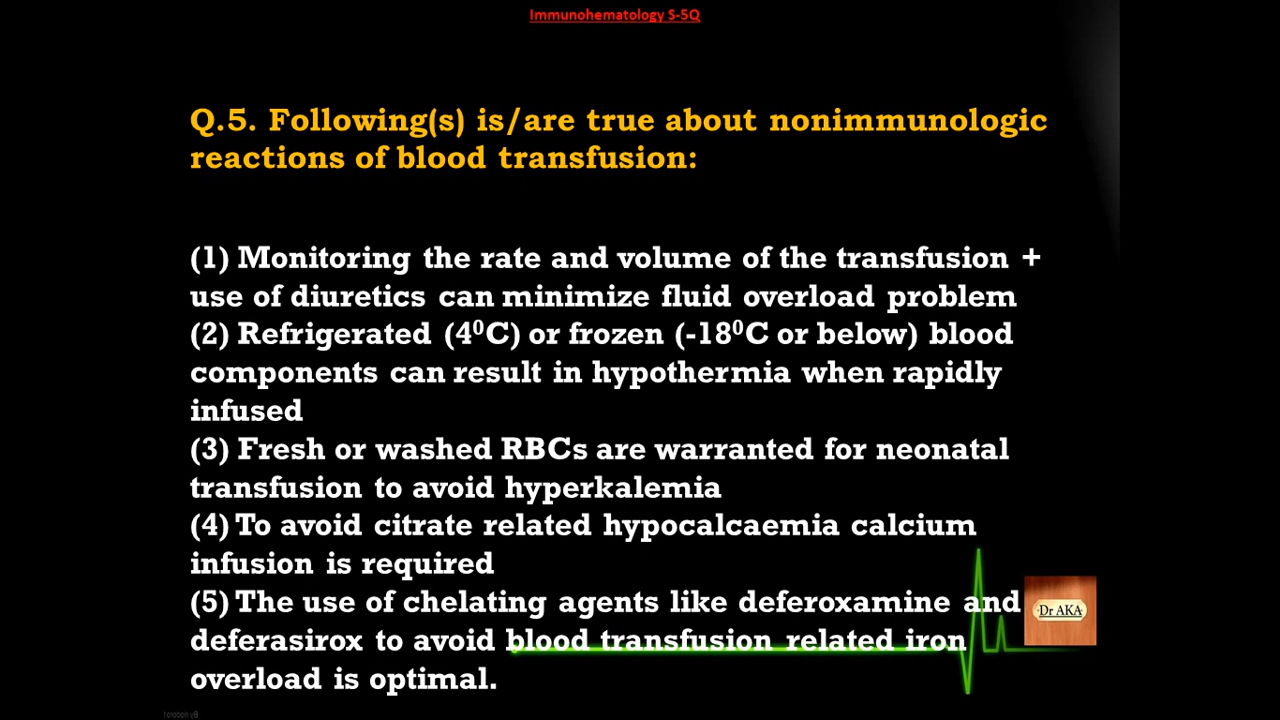 Immunohematology S-5Q
Q.5. Following(s) is/are true about nonimmunologic
reactions of blood transfusion:
(1) Monitoring the rate and volume of the transfusion +
use of diuretics can minimize fluid overload problem
(2) Refrigerated (4⁰C) or frozen (-18⁰C or below) blood
components can result in hypothermia when rapidly
infused
(3) Fresh or washed RBCs are warranted for neonatal
transfusion to avoid hyperkalemia
(4) To avoid citrate related hypocalcaemia calcium
infusion is required
(5) The use of chelating agents like deferoxamine and
deferasirox to avoid blood transfusion related iron
overload is optimal.
Dr AKA